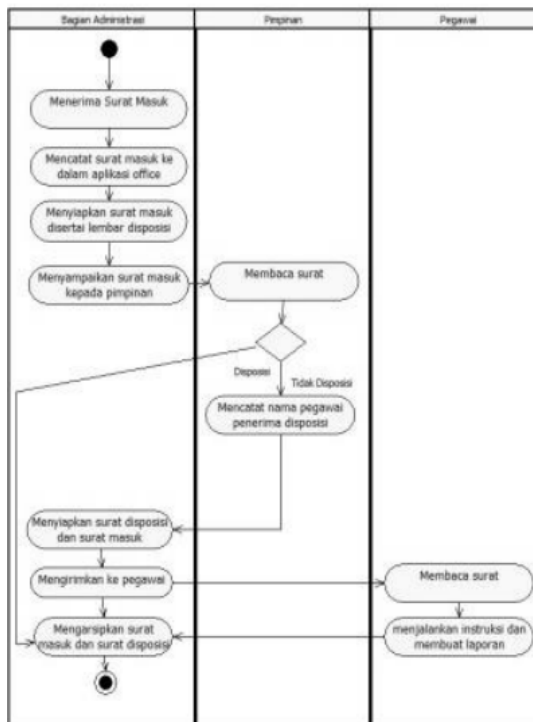 Bagian Administrasi
Pimpinan
Pegawai
Menerima Surat Masuk
Mencatat surat masuk ke
dalam aplikasi office
Menyiapkan surat masuk
disertai lembar disposisi
Menyampaikan surat masuk
kepada pimpinan
Membaca surat
Disposisi
Tidak Disposisi
Mencatat nama pegawai
penerima disposisi
Menyiapkan surat disposisi
dan surat masuk
Mengirimkan ke pegawai
Membaca surat
Mengarsipkan surat
masuk dan surat disposisi
menjalankan instruksi dan
membuat laporan